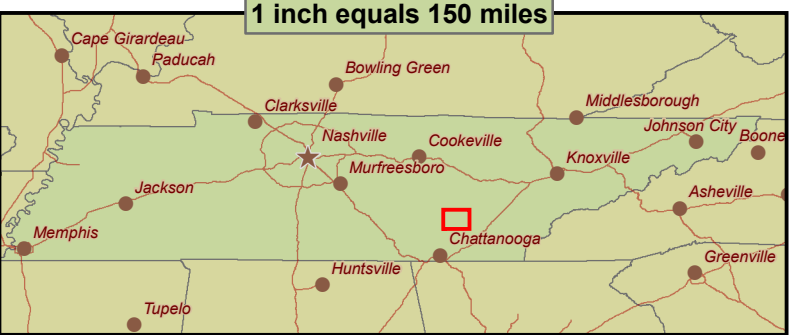 1 inch equals 150 miles
Cape Girardeau
Paducah
Bowling Green
Clarksville
Middlesborough
Johnson City
Boone
Nashville
Cookeville
Knoxville
Murfreesboro
Jackson
Asheville
Memphis
Chattanooga
Huntsville
Greenville
Tupelo